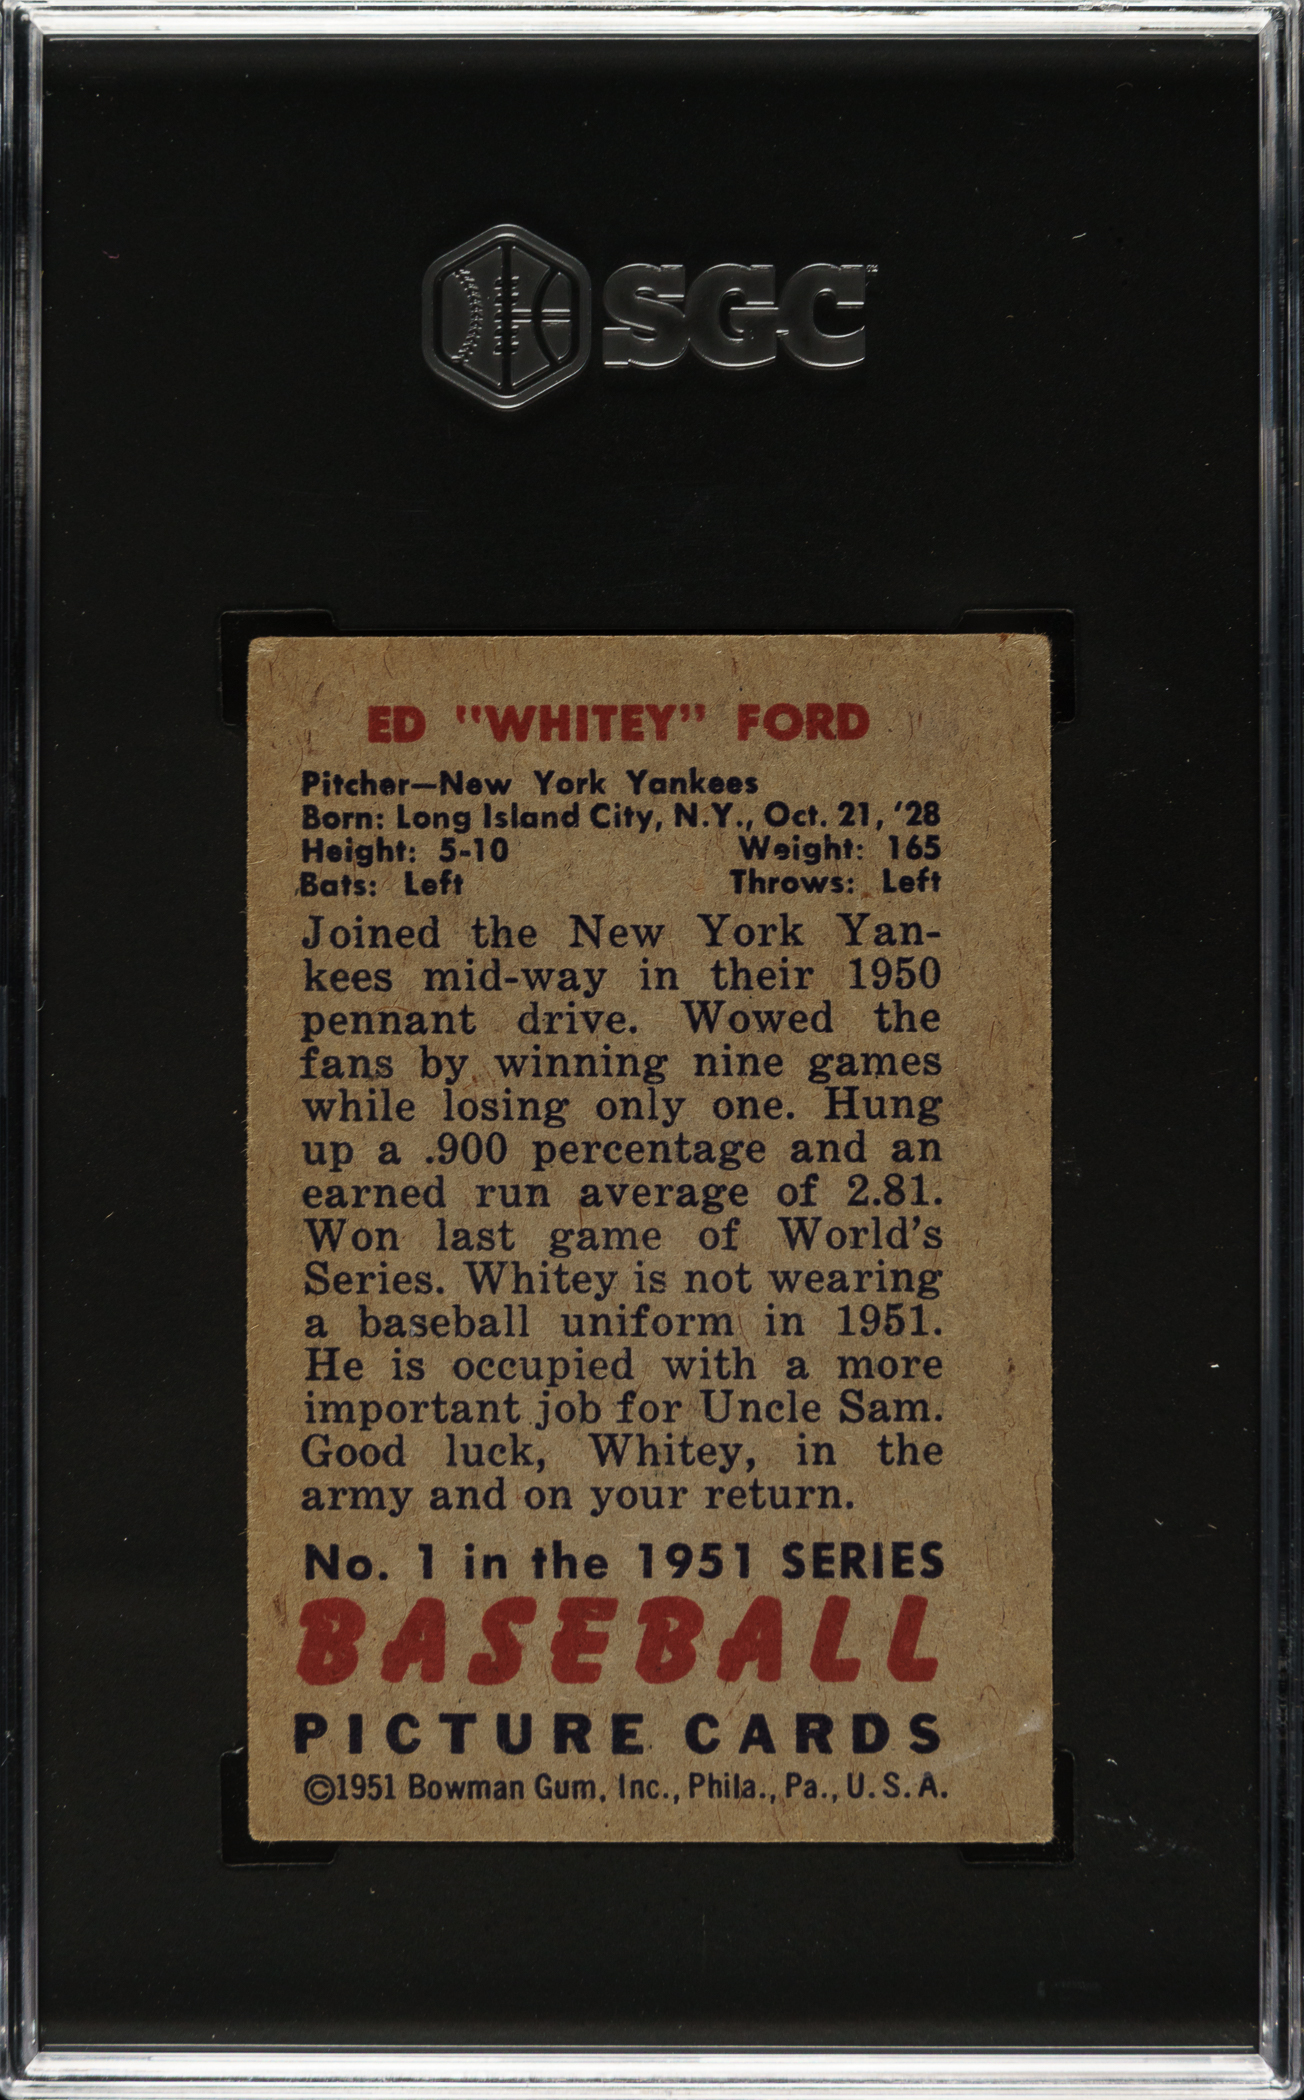 SGC
ED "WHITEY" FORD
Pitcher—New York Yankees
Born: Long Island City, N.Y., Oct. 21, '28
Height: 5-10 Weight: 165
Bats: Left Throws: Left
Joined the New York Yan-
kees mid-way in their 1950
pennant drive. Wowed the
fans by winning nine games
while losing only one. Hung
up a .900 percentage and an
earned run average of 2.81.
Won last game of World's
Series. Whitey is not wearing
a baseball uniform in 1951.
He is occupied with a more
important job for Uncle Sam.
Good luck, Whitey, in the
army and on your return.
No. 1 in the 1951 SERIES
BASEBALL
PICTURE CARDS
©1951 Bowman Gum, Inc., Phila., Pa., U.S.A.